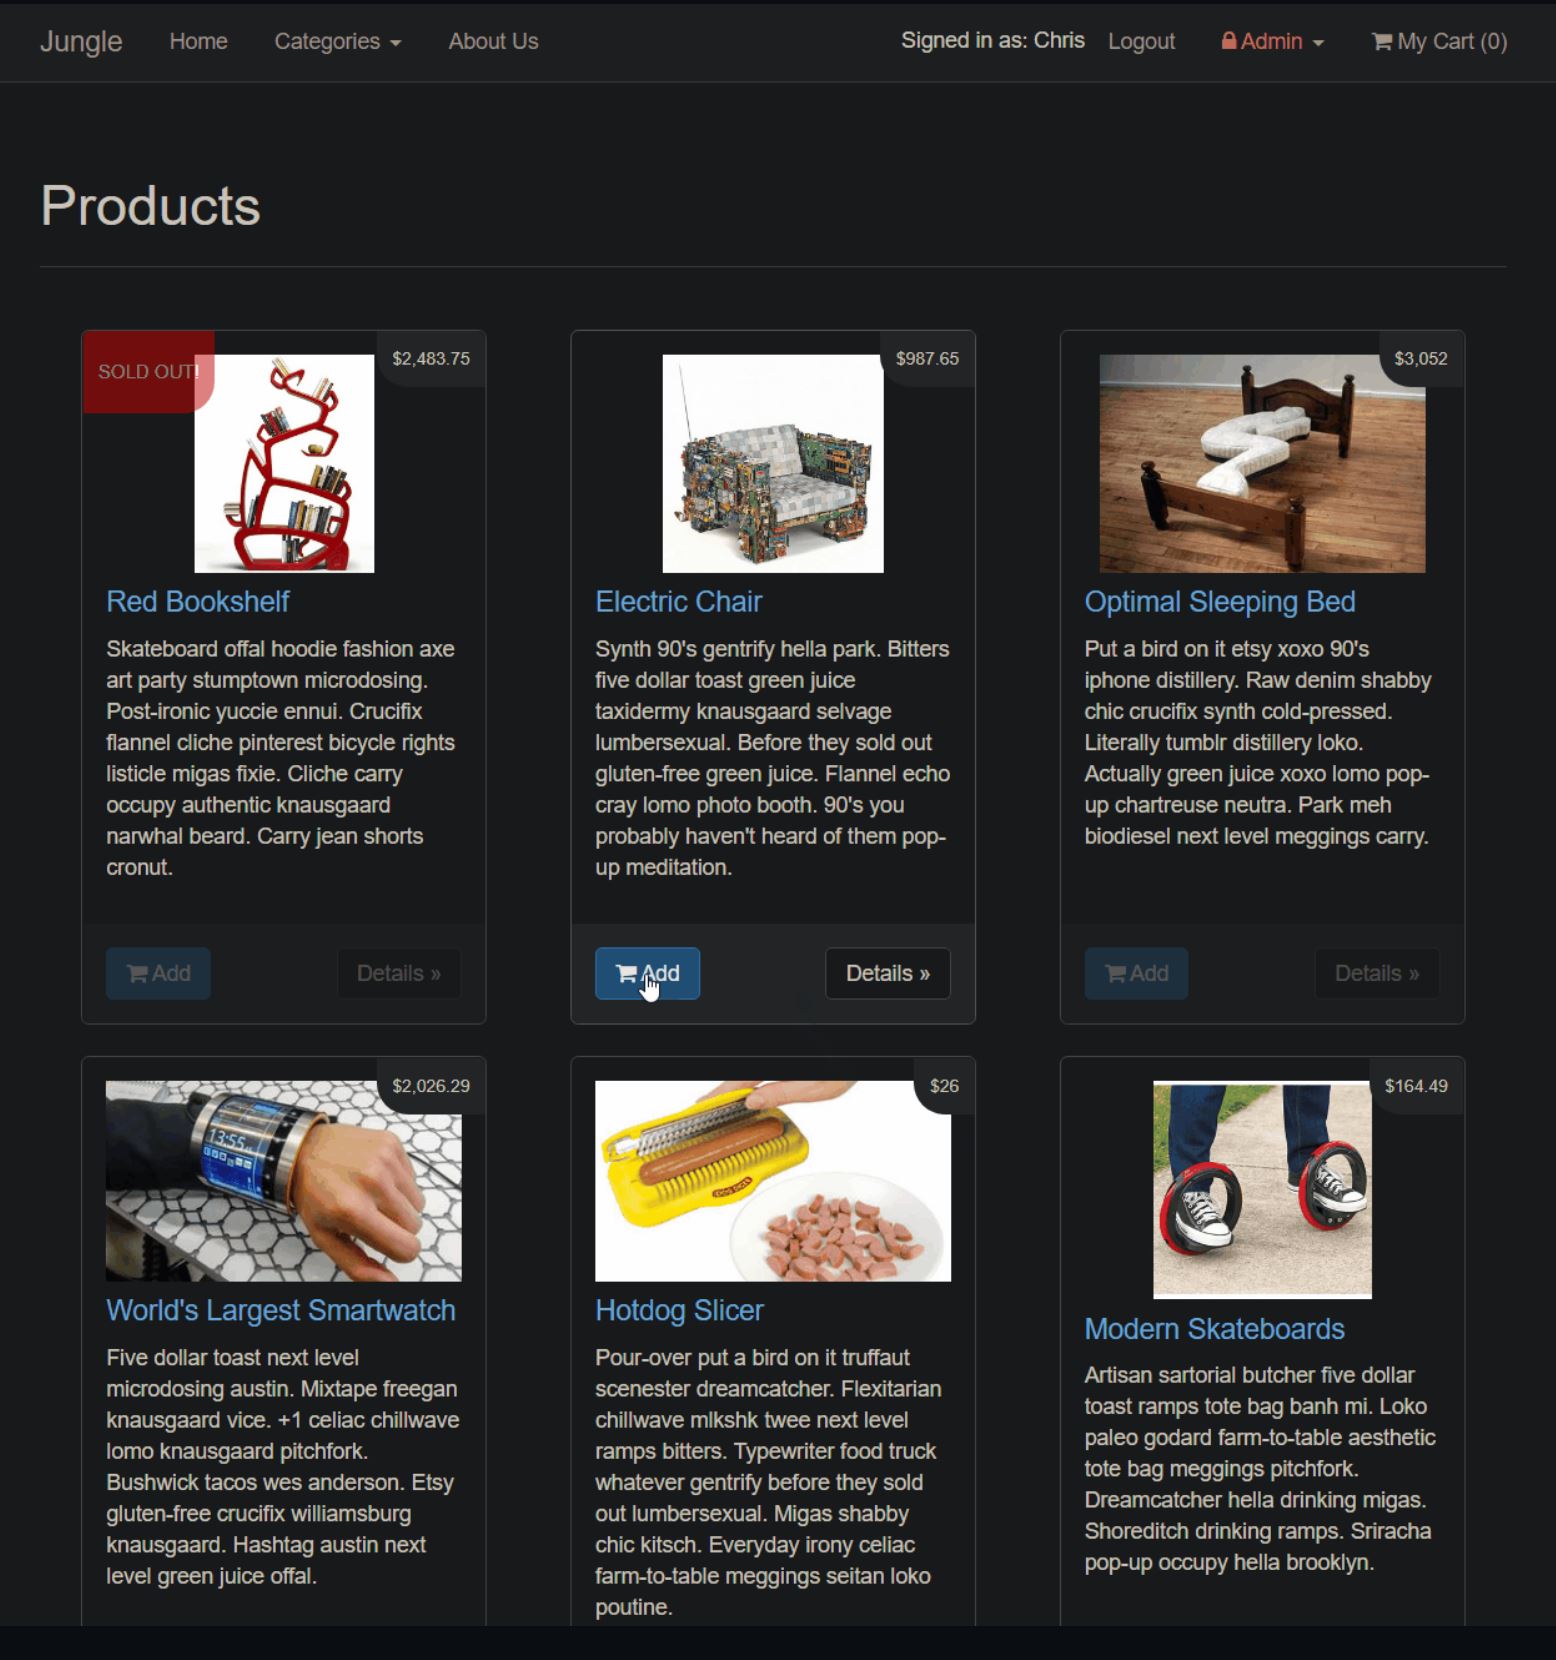 Jungle Home Categories About Us Signed in as: Chris Logout Admin My Cart (0)
Products
SOLD OUT!
$2,483.75
Red Bookshelf
Skateboard offal hoodie fashion axe
art party stumptown microdosing.
Post-ironic yuccie ennui. Crucifix
flannel cliche pinterest bicycle rights
listicle migas fixie. Cliche carry
occupy authentic knausgaard
narwhal beard. Carry jean shorts
cronut.
Add Details »
$987.65
Electric Chair
Synth 90's gentrify hella park. Bitters
five dollar toast green juice
taxidermy knausgaard selvage
lumbersexual. Before they sold out
gluten-free green juice. Flannel echo
cray lomo photo booth. 90's you
probably haven't heard of them pop-
up meditation.
Add Details »
$3,052
Optimal Sleeping Bed
Put a bird on it etsy xoxo 90's
iphone distillery. Raw denim shabby
chic crucifix synth cold-pressed.
Literally tumblr distillery loko.
Actually green juice xoxo lomo pop-
up chartreuse neutra. Park meh
biodiesel next level meggings carry.
Add Details »
$2,026.29
13:55
World's Largest Smartwatch
Five dollar toast next level
microdosing austin. Mixtape freegan
knausgaard vice. +1 celiac chillwave
lomo knausgaard pitchfork.
Bushwick tacos wes anderson. Etsy
gluten-free crucifix williamsburg
knausgaard. Hashtag austin next
level green juice offal.
$26
Hotdog Slicer
Pour-over put a bird on it truffaut
scenester dreamcatcher. Flexitarian
chillwave mlkshk twee next level
ramps bitters. Typewriter food truck
whatever gentrify before they sold
out lumbersexual. Migas shabby
chic kitsch. Everyday irony celiac
farm-to-table meggings seitan loko
poutine.
$164.49
Modern Skateboards
Artisan sartorial butcher five dollar
toast ramps tote bag banh mi. Loko
paleo godard farm-to-table aesthetic
tote bag meggings pitchfork.
Dreamcatcher hella drinking migas.
Shoreditch drinking ramps. Sriracha
pop-up occupy hella brooklyn.